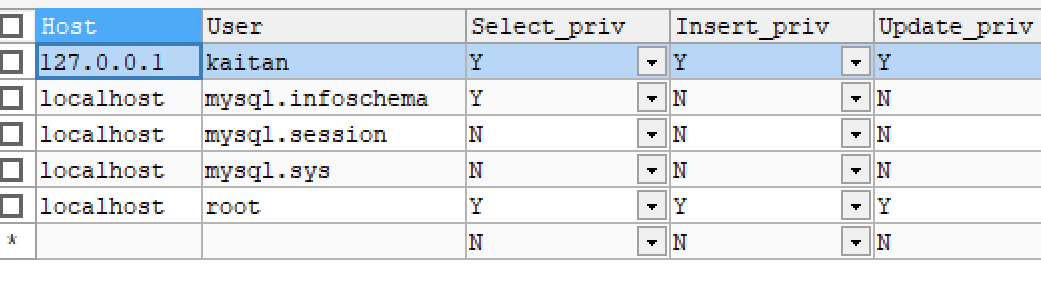 Host User Select_priv Insert_priv Update_priv
127.0.0.1 kaitan Y Y Y
localhost mysql.infoschema Y N N
localhost mysql.session N N N
localhost mysql.sys N N N
localhost root Y Y Y
* N N N